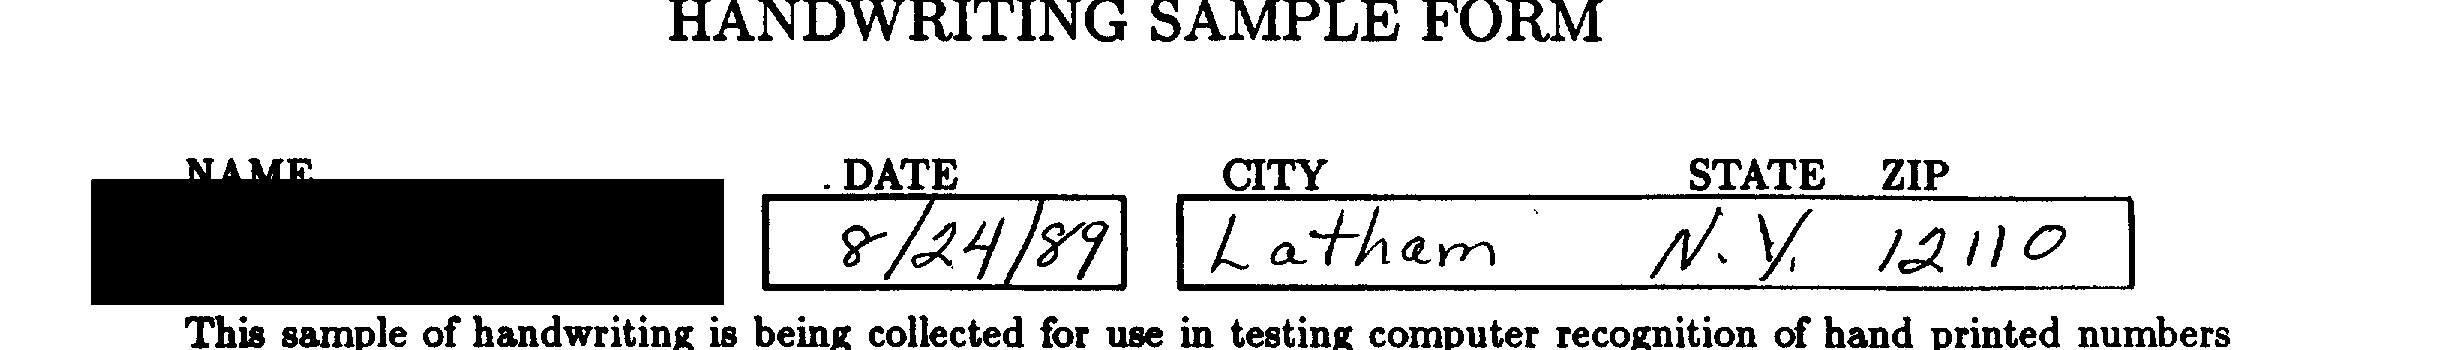 HANDWRITING SAMPLE FORM
NAME . DATE CITY STATE ZIP
8/24/89 Latham N.Y. 12110
This sample of handwriting is being collected for use in testing computer recognition of hand printed numbers